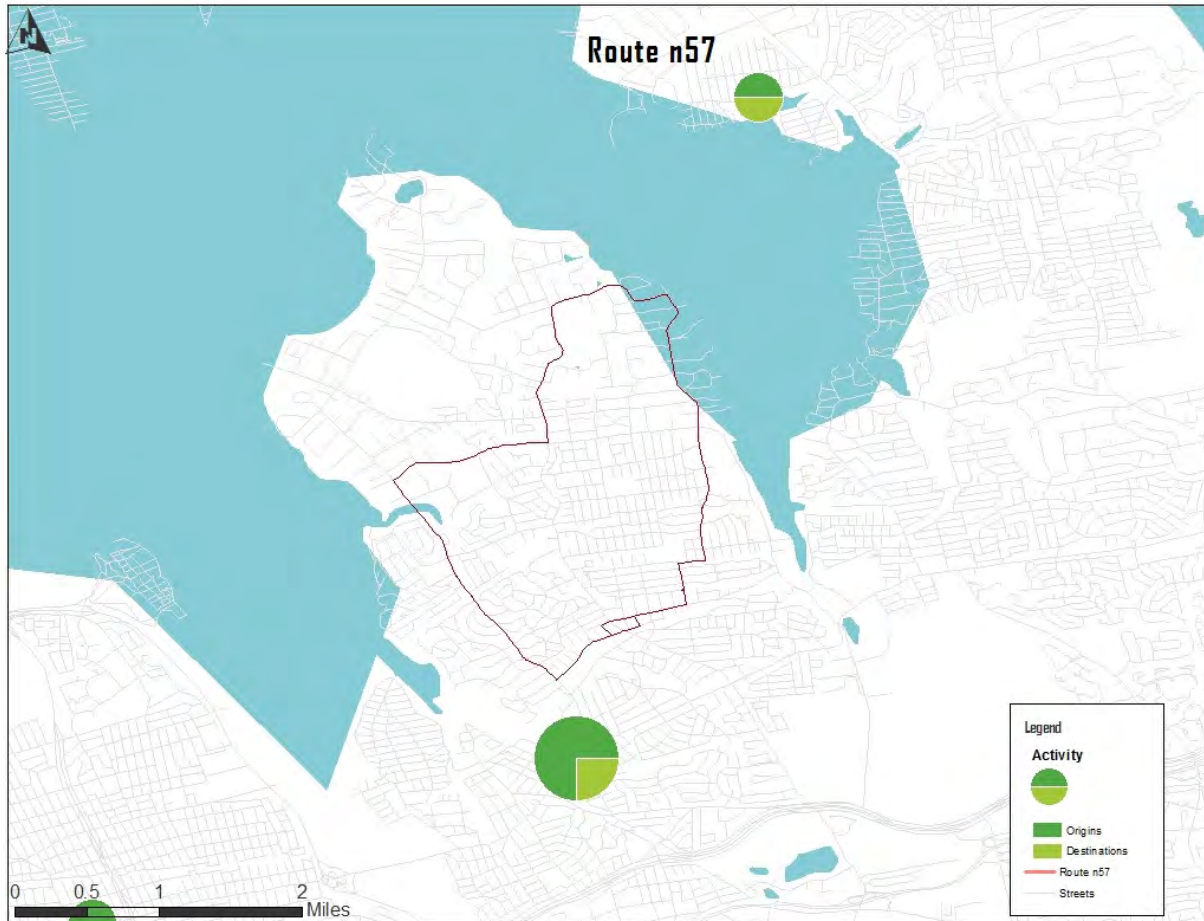 N
Route n57
Legend
Activity
Origins
Destinations
Route n57
Streets
0 0.5 1 2
Miles